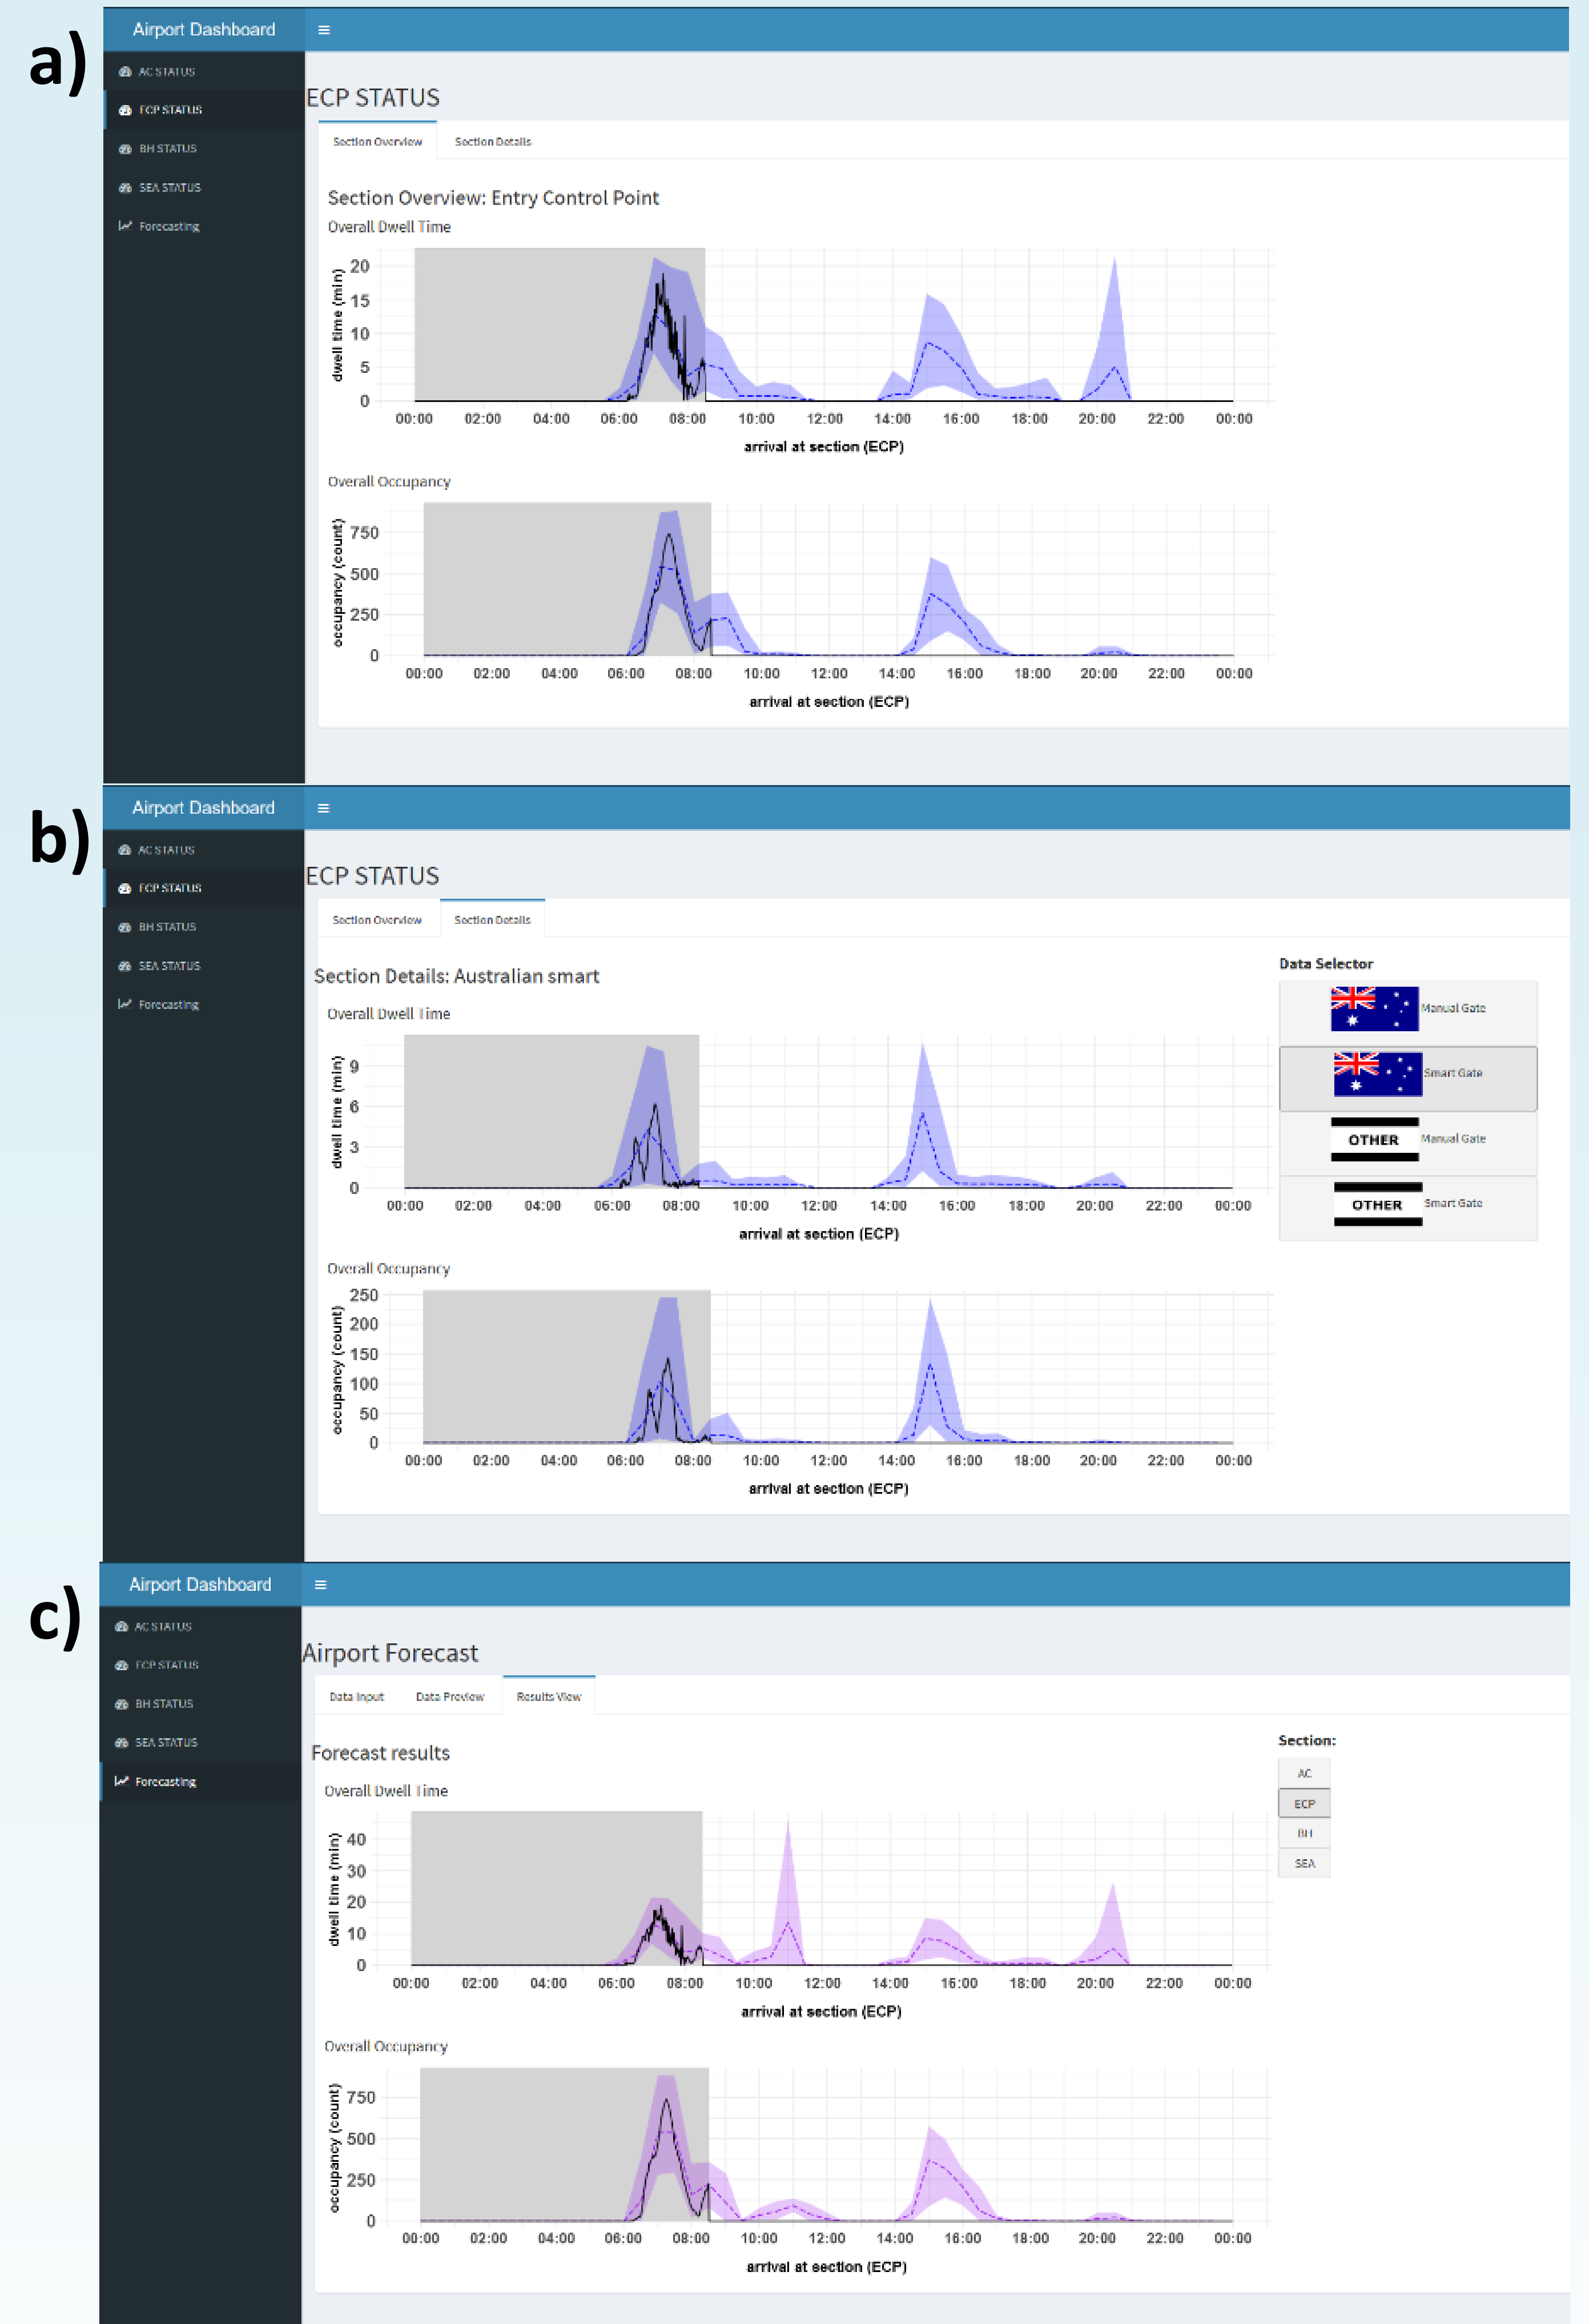 a)
Airport Dashboard
AC STATUS
ECP STATUS
BH STATUS
SEA STATUS
Forecasting
ECP STATUS
Section Overview Section Details
Section Overview: Entry Control Point
Overall Dwell Time
dwell time (min)
20
15
10
5
0
00:00 02:00 04:00 06:00 08:00 10:00 12:00 14:00 16:00 18:00 20:00 22:00 00:00
arrival at section (ECP)
Overall Occupancy
occupancy (count)
750
500
250
0
00:00 02:00 04:00 06:00 08:00 10:00 12:00 14:00 16:00 18:00 20:00 22:00 00:00
arrival at section (ECP)
b)
Airport Dashboard
AC STATUS
ECP STATUS
BH STATUS
SEA STATUS
Forecasting
ECP STATUS
Section Overview Section Details
Section Details: Australian smart
Overall Dwell Time
dwell time (min)
9
6
3
0
00:00 02:00 04:00 06:00 08:00 10:00 12:00 14:00 16:00 18:00 20:00 22:00 00:00
arrival at section (ECP)
Overall Occupancy
occupancy (count)
250
200
150
100
50
0
00:00 02:00 04:00 06:00 08:00 10:00 12:00 14:00 16:00 18:00 20:00 22:00 00:00
arrival at section (ECP)
Data Selector
Manual Gate
Smart Gate
OTHER Manual Gate
OTHER Smart Gate
c)
Airport Dashboard
AC STATUS
ECP STATUS
BH STATUS
SEA STATUS
Forecasting
Airport Forecast
Data Input Data Preview Results View
Forecast results
Overall Dwell Time
dwell time (min)
40
30
20
10
0
00:00 02:00 04:00 06:00 08:00 10:00 12:00 14:00 16:00 18:00 20:00 22:00 00:00
arrival at section (ECP)
Overall Occupancy
occupancy (count)
750
500
250
0
00:00 02:00 04:00 06:00 08:00 10:00 12:00 14:00 16:00 18:00 20:00 22:00 00:00
arrival at section (ECP)
Section:
AC
ECP
BH
SEA